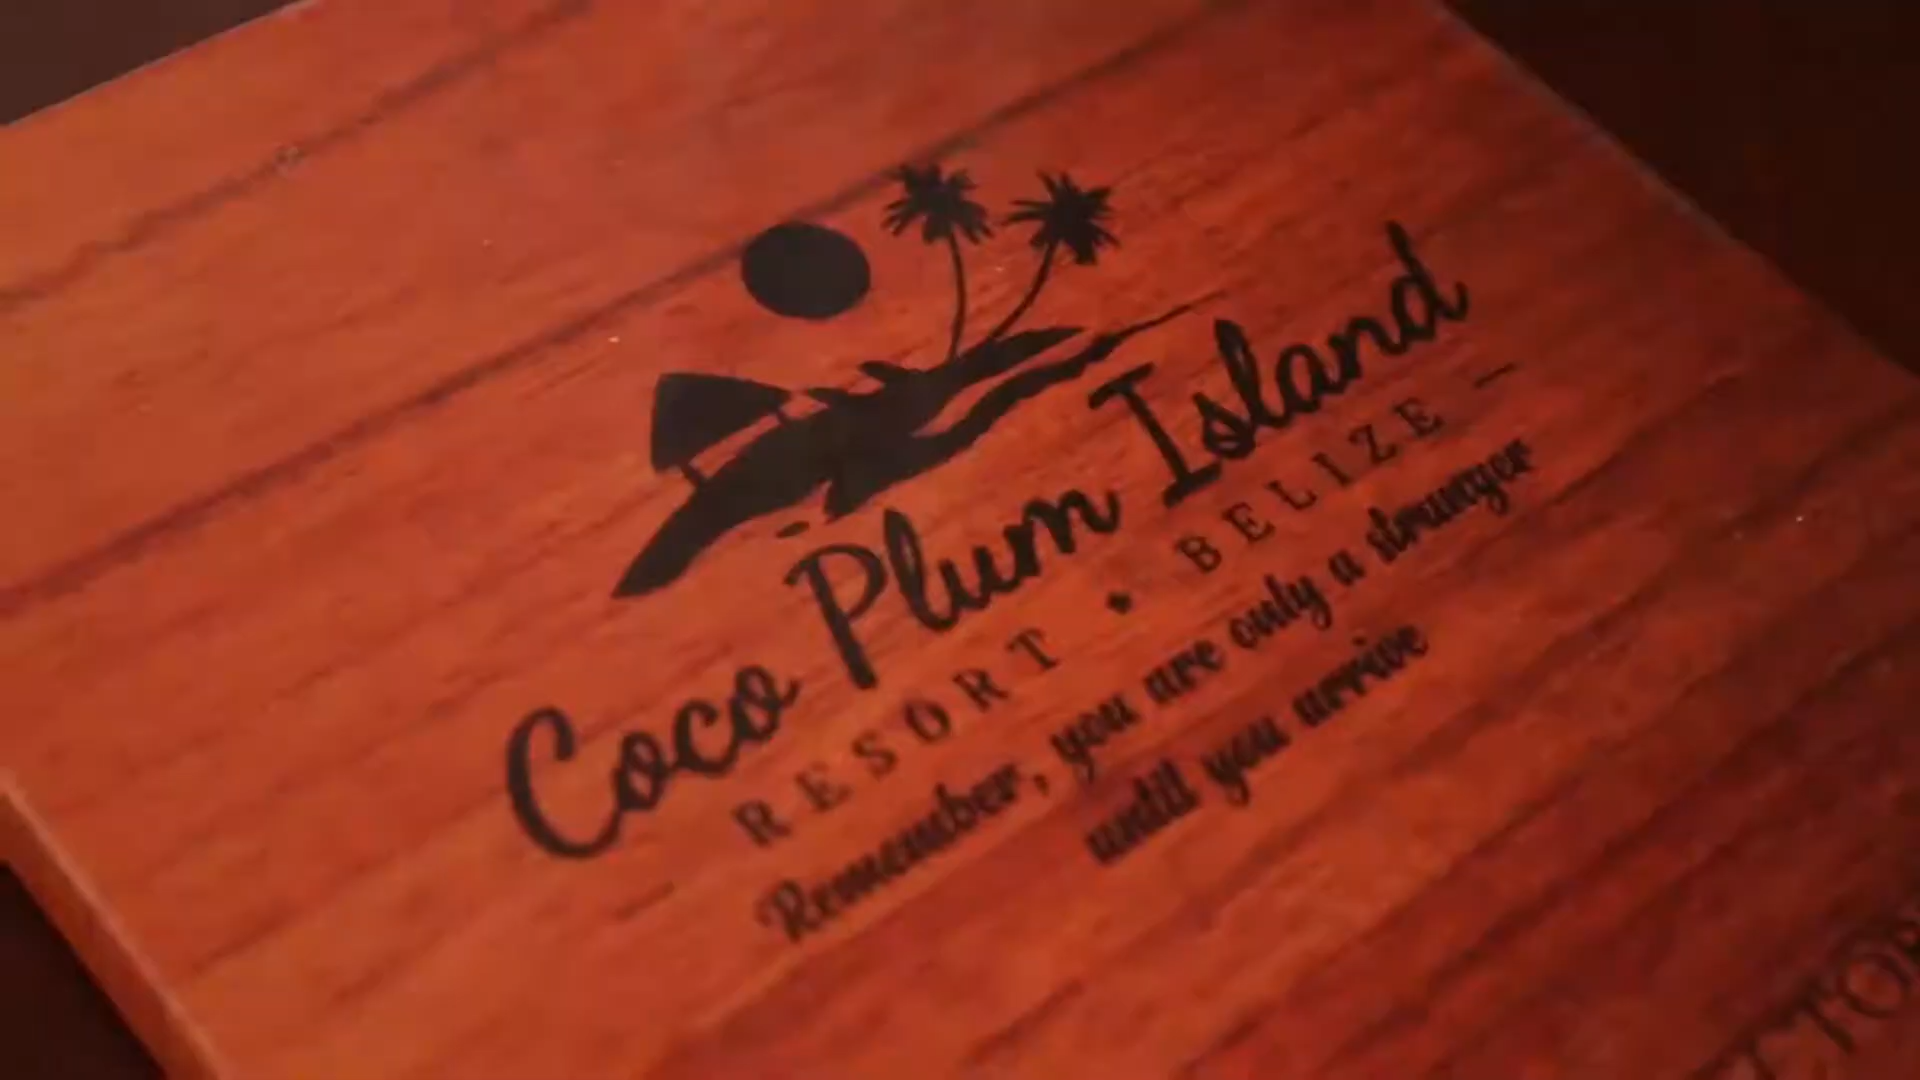 Coco Plum Island
RESORT • BELIZE
Remember, you are only a stranger
until you arrive